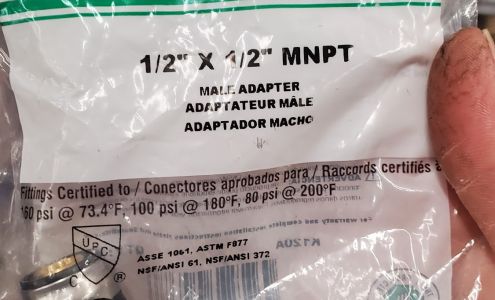 1/2" X 1/2" MNPT
MALE ADAPTER
ADAPTATEUR MÂLE
ADAPTADOR MACHO
Fittings Certified to / Conectores aprobados para / Raccords certifiés à
160 psi @ 73.4°F, 100 psi @ 180°F, 80 psi @ 200°F
UPC
C
ASSE 1061, ASTM F877
NSF/ANSI 61, NSF/ANSI 372
K120A